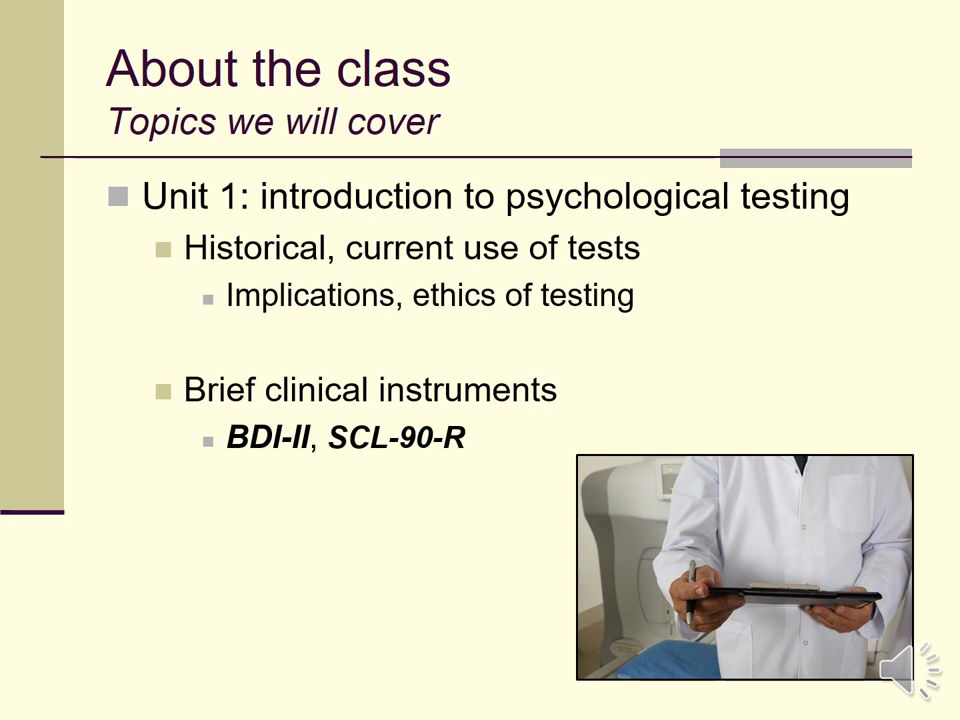 About the class
Topics we will cover
Unit 1: introduction to psychological testing
Historical, current use of tests
Implications, ethics of testing
Brief clinical instruments
BDI-II, SCL-90-R